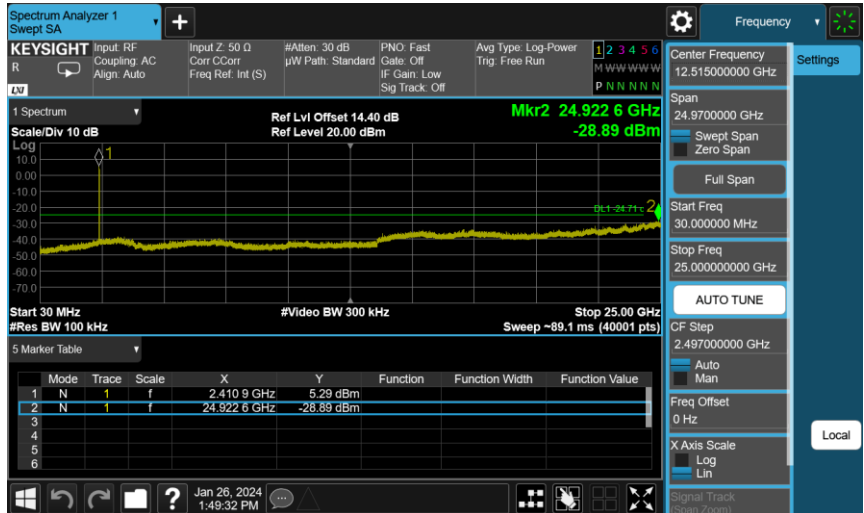 Spectrum Analyzer 1
Swept SA
+
Frequency
KEYSIGHT
R
LXI
Input: RF
Coupling: AC
Align: Auto
Input Z: 50 Ω
Corr CCorr
Freq Ref: Int (S)
#Atten: 30 dB
µW Path: Standard
PNO: Fast
Gate: Off
IF Gain: Low
Sig Track: Off
Avg Type: Log-Power
Trig: Free Run
1 2 3 4 5 6
M W W W W W
P N N N N N
1 Spectrum
Scale/Div 10 dB
Ref Lvl Offset 14.40 dB
Ref Level 20.00 dBm
Mkr2 24.922 6 GHz
-28.89 dBm
Log
1
10.0
0.00
-10.0
-20.0
DL1 -24.71 c
2
-30.0
-40.0
-50.0
-60.0
-70.0
Start 30 MHz
#Res BW 100 kHz
#Video BW 300 kHz
Stop 25.00 GHz
Sweep ~89.1 ms (40001 pts)
5 Marker Table
Mode Trace Scale X Y Function Function Width Function Value
1 N 1 f 2.410 9 GHz 5.29 dBm
2 N 1 f 24.922 6 GHz -28.89 dBm
3
4
5
6
?
Jan 26, 2024
1:49:32 PM
Center Frequency
12.515000000 GHz
Span
24.9700000 GHz
Swept Span
Zero Span
Full Span
Start Freq
30.000000 MHz
Stop Freq
25.000000000 GHz
AUTO TUNE
CF Step
2.497000000 GHz
Auto
Man
Freq Offset
0 Hz
X Axis Scale
Log
Lin
Signal Track
(Span Zoom)
Settings
Local